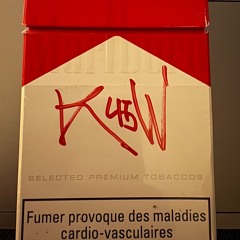 K45W
SELECTED PREMIUM TOBACCOS
Fumer provoque des maladies
cardio-vasculaires